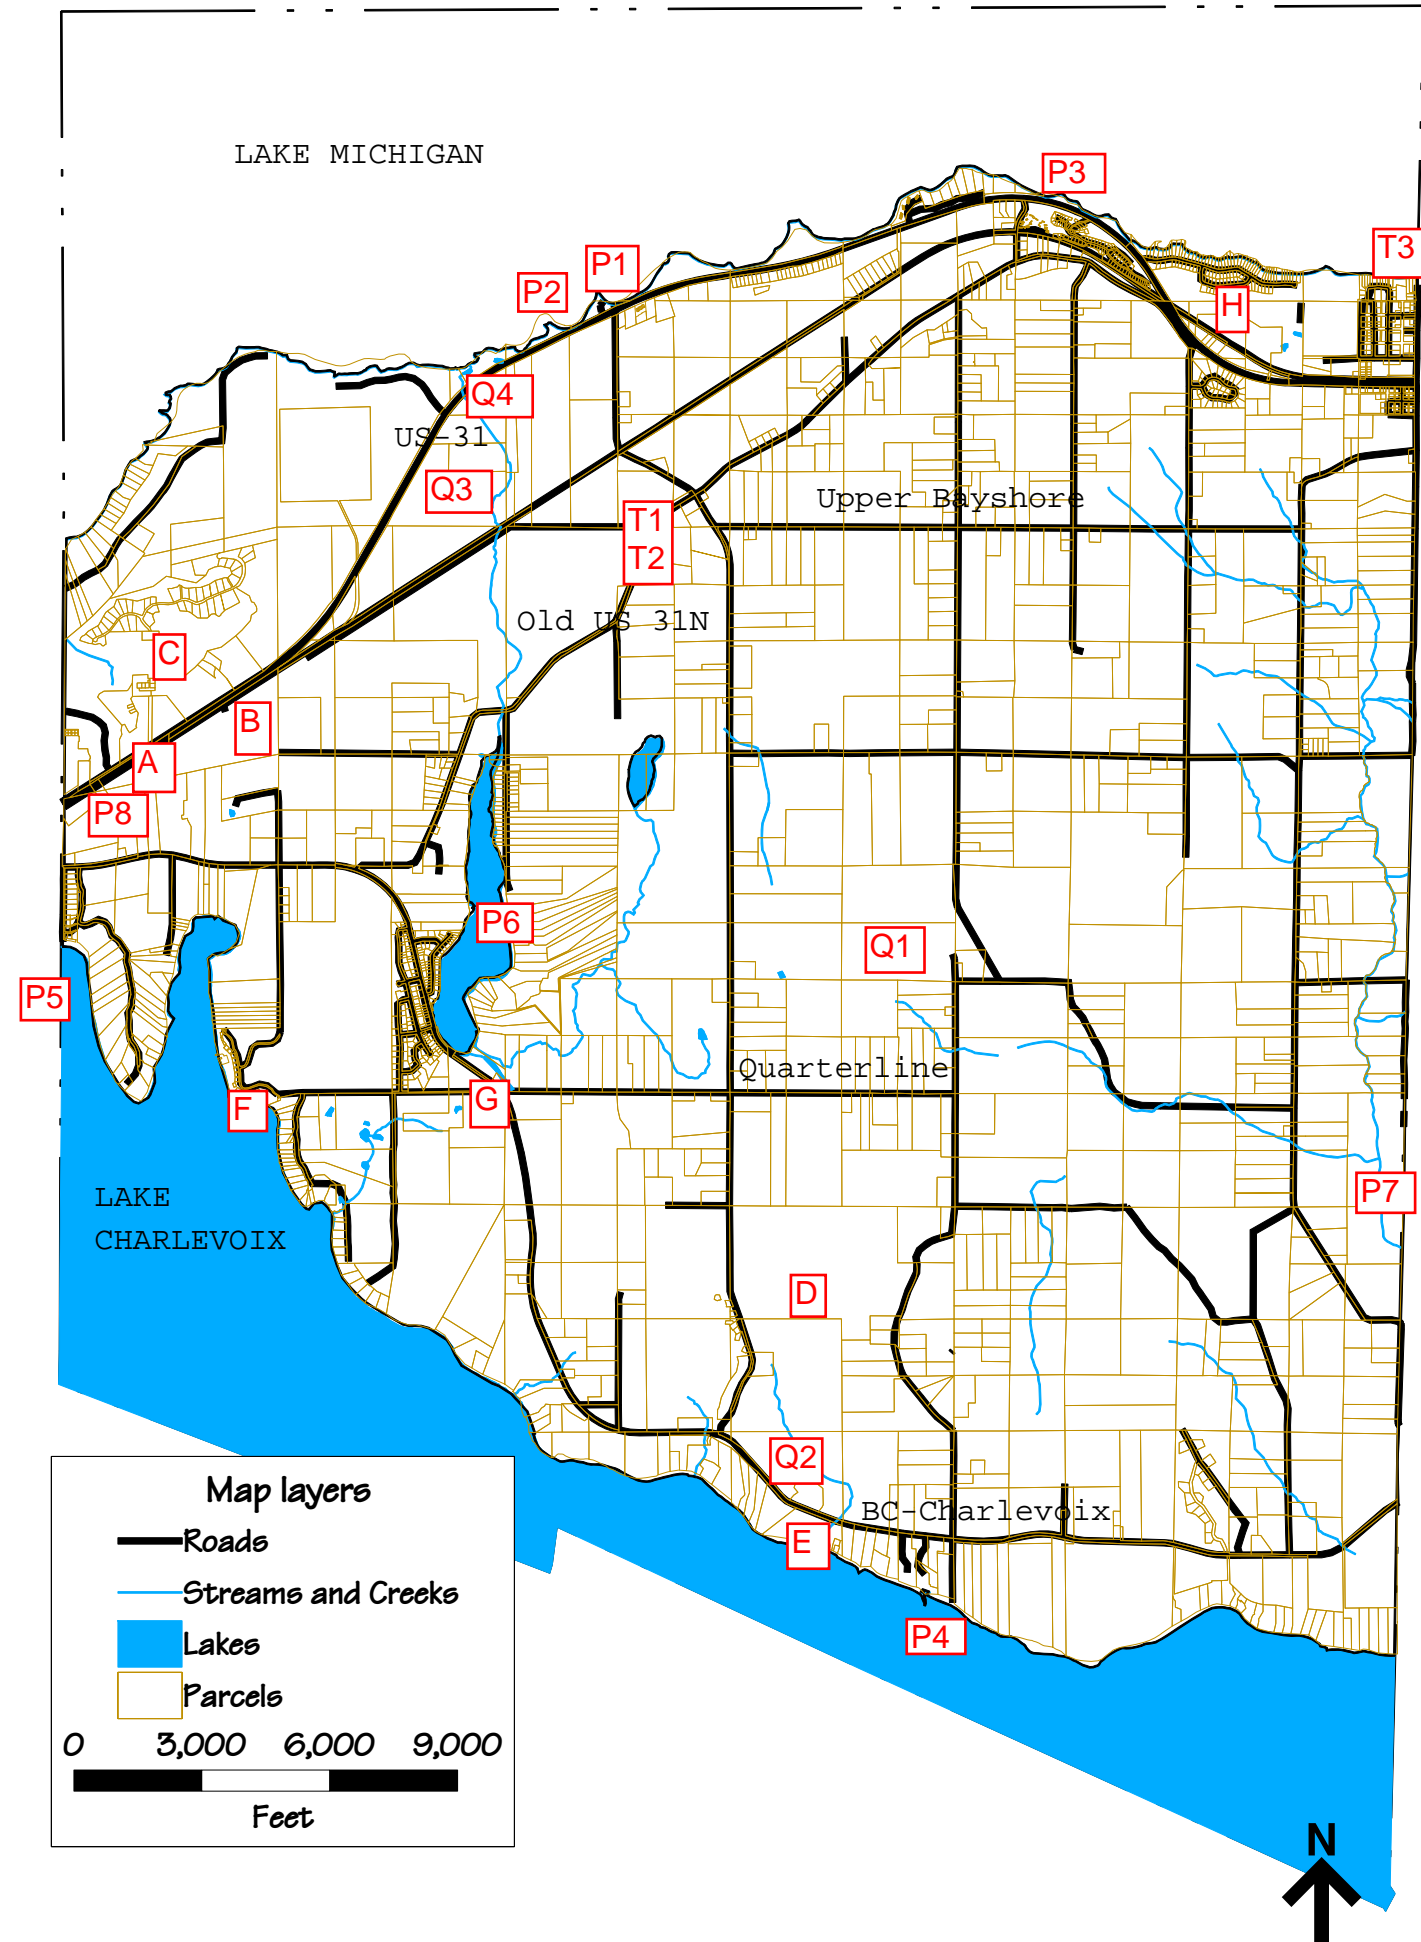 LAKE MICHIGAN
P3
T3
P1
P2
H
Q4
US-31
Q3
Upper Bayshore
T1
T2
Old US 31N
C
B
A
P8
P6
Q1
P5
Quarterline
G
F
P7
LAKE
CHARLEVOIX
D
Q2
BC-Charlevoix
E
P4
Map layers
Roads
Streams and Creeks
Lakes
Parcels
0 3,000 6,000 9,000
Feet
N